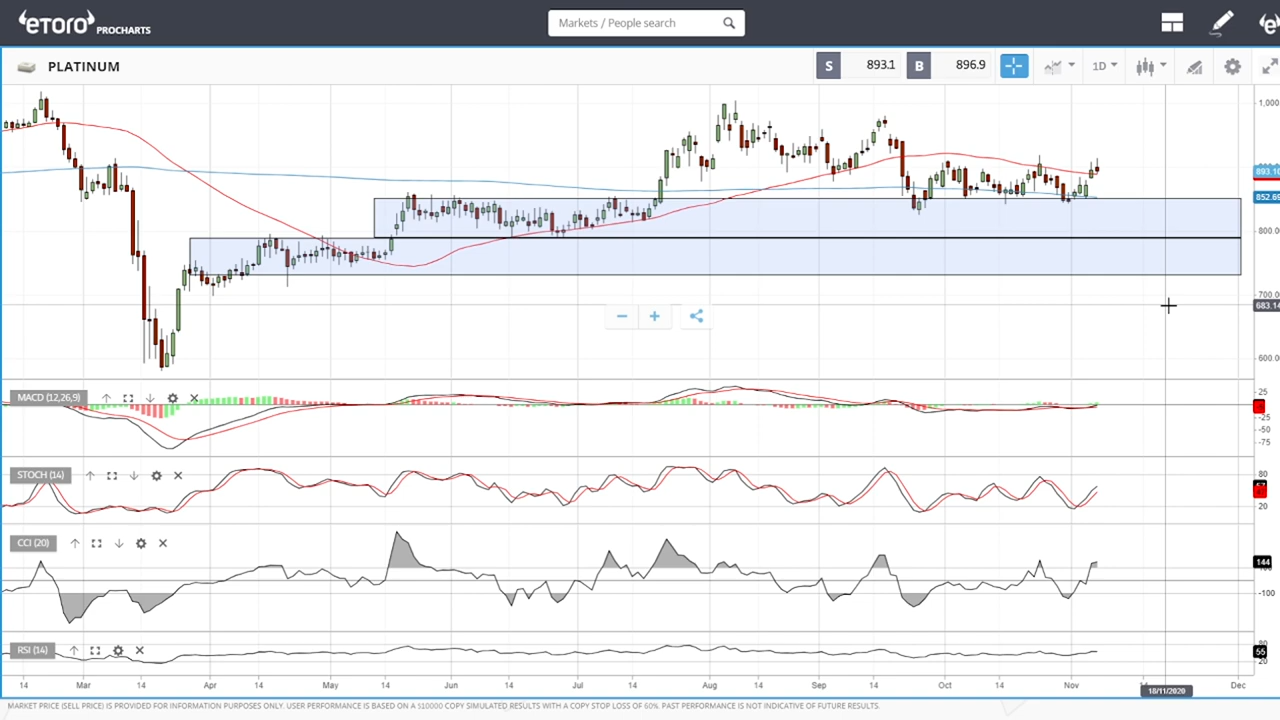 eTORO PROCHARTS
Markets / People search
PLATINUM
S 893.1 B 896.9 1D
1,000
893.10
852.69
800.00
700.00
683.14
600.00
MACD (12,26,9)
25
-25
-50
-75
STOCH (14)
80
57
20
CCI (20)
144
-100
RSI (14)
80
55
20
14 Mar 14 Apr 14 May 14 Jun 14 Jul 14 Aug 14 Sep 14 Oct 14 Nov Dec
18/11/2020
MARKET PRICE (SELL PRICE) IS PROVIDED FOR INFORMATION PURPOSES ONLY. USER PERFORMANCE IS BASED ON A $10000 COPY SIMULATED RESULTS WITH A COPY STOP LOSS OF 60%. PAST PERFORMANCE IS NOT INDICATIVE OF FUTURE RESULTS.